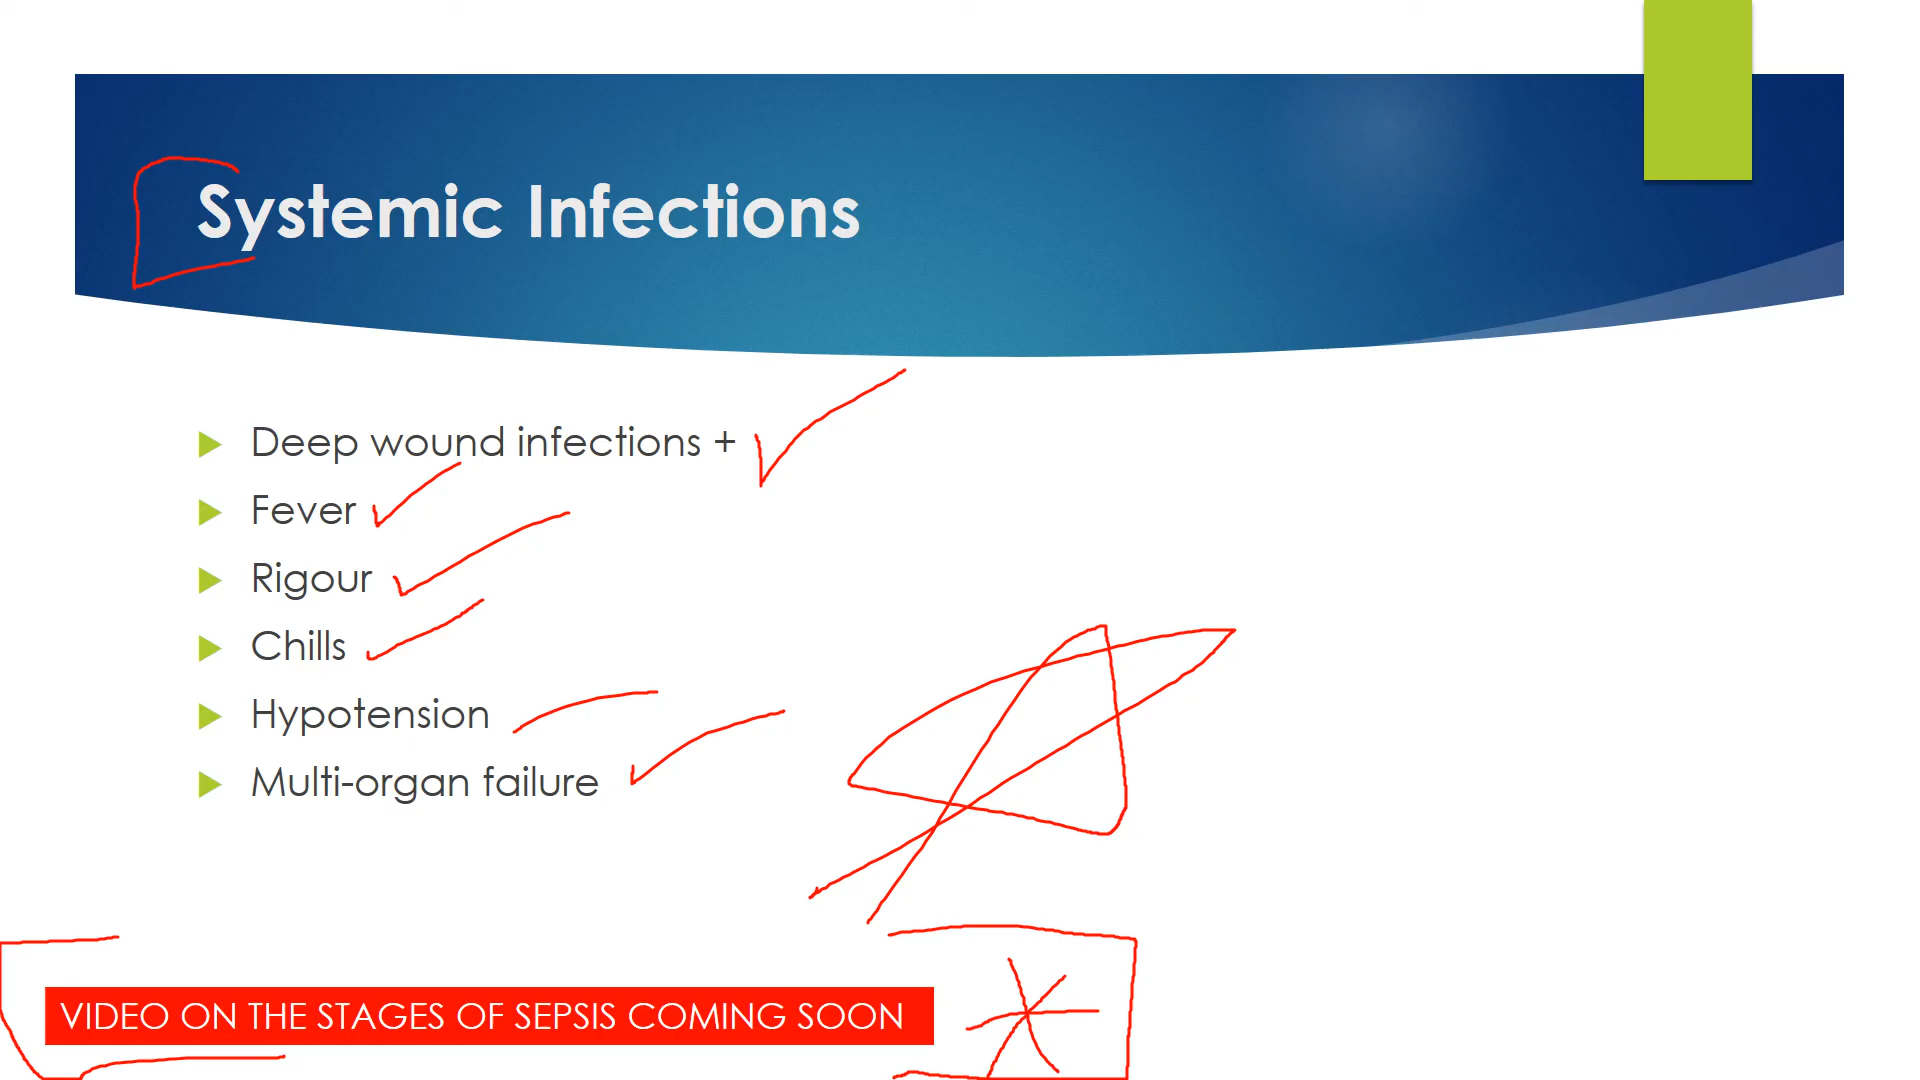 Systemic Infections
Deep wound infections +
Fever
Rigour
Chills
Hypotension
Multi-organ failure
VIDEO ON THE STAGES OF SEPSIS COMING SOON